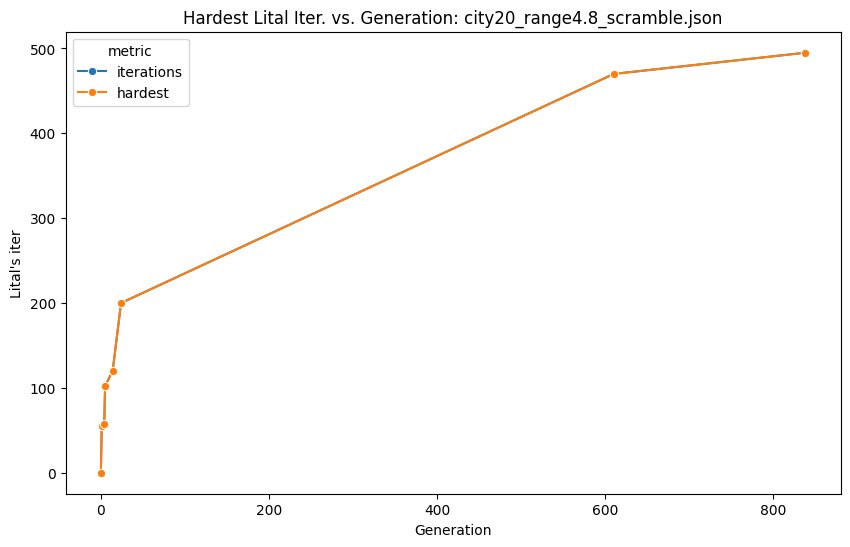 Hardest Lital Iter. vs. Generation: city20_range4.8_scramble.json
metric
iterations
hardest
500
400
300
200
100
0
Lital's iter
0 200 400 600 800
Generation